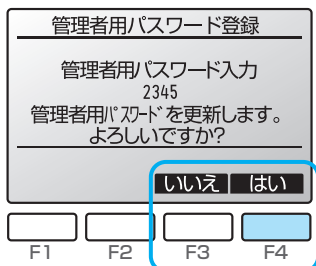 管理者用パスワード登録
管理者用パスワード入力
2345
管理者用ﾊﾟｽﾜｰﾄﾞを更新します。
よろしいですか?
いいえ はい
F1 F2 F3 F4